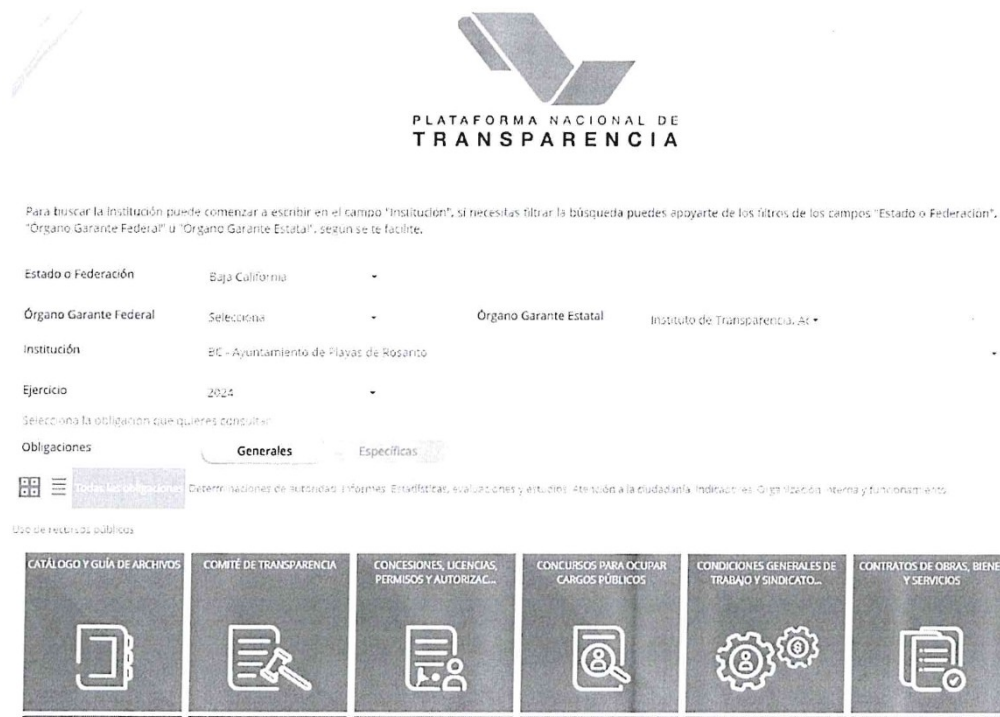 PLATAFORMA NACIONAL DE
TRANSPARENCIA
Para buscar la institución puede comenzar a escribir en el campo "Institución", si necesitas filtrar la búsqueda puedes apoyarte de los filtros de los campos "Estado o Federación",
"Órgano Garante Federal" u "Organo Garante Estatal", segun se te facilite.
Estado o Federación Baja California
Órgano Garante Federal Selecciona Órgano Garante Estatal Instituto de Transparencia, Ac
Institución BC - Ayuntamiento de Playas de Rosarito
Ejercicio 2024
Selecciona la obligación que quieres consultar
Obligaciones Generales Específicas
Todas las obligaciones Determinaciones de autoridad Informes Estadísticas, evaluaciones y estudios Atención a la ciudadanía Indicadores Organización interna y funcionamiento
Uso de recursos públicos
CATÁLOGO Y GUÍA DE ARCHIVOS COMITÉ DE TRANSPARENCIA CONCESIONES, LICENCIAS, CONCURSOS PARA OCUPAR CONDICIONES GENERALES DE CONTRATOS DE OBRAS, BIENE
PERMISOS Y AUTORIZAC... CARGOS PÚBLICOS TRABAJO Y SINDICATO... Y SERVICIOS